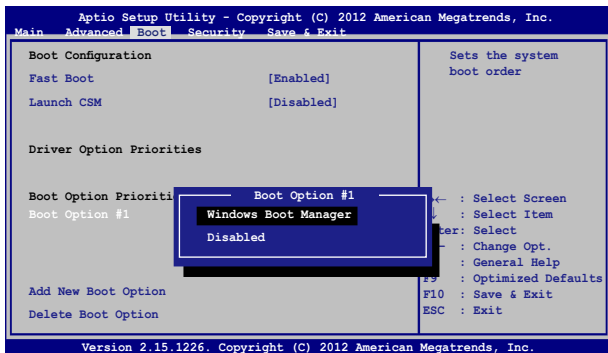 Aptio Setup Utility - Copyright (C) 2012 American Megatrends, Inc.
Main Advanced Boot Security Save & Exit
Boot Configuration
Fast Boot [Enabled]
Launch CSM [Disabled]
Driver Option Priorities
Boot Option Prioriti
Boot Option #1
Boot Option #1
Windows Boot Manager
Disabled
Add New Boot Option
Delete Boot Option
Sets the system
boot order
→← : Select Screen
: Select Item
ter: Select
- : Change Opt.
: General Help
F9 : Optimized Defaults
F10 : Save & Exit
ESC : Exit
Version 2.15.1226. Copyright (C) 2012 American Megatrends, Inc.